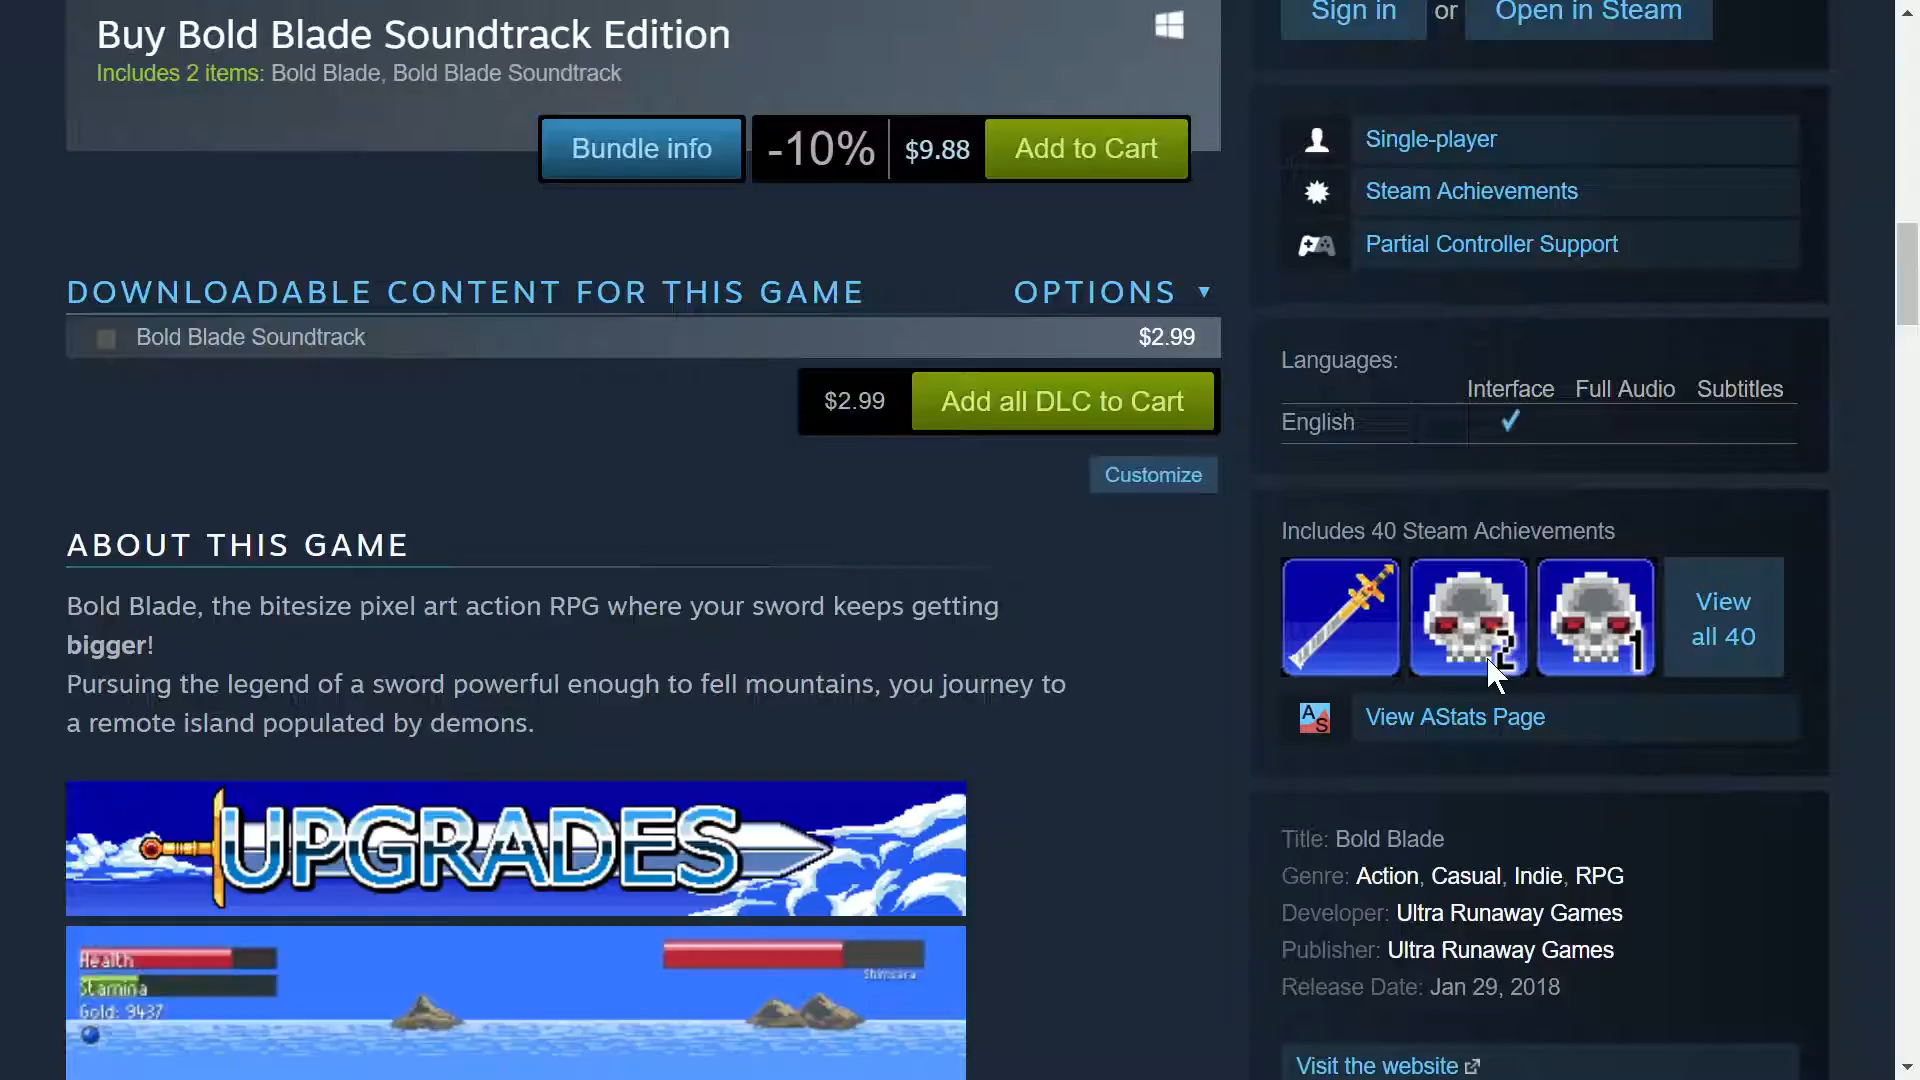 Buy Bold Blade Soundtrack Edition
Includes 2 items: Bold Blade, Bold Blade Soundtrack
Bundle info
-10% $9.88 Add to Cart
DOWNLOADABLE CONTENT FOR THIS GAME OPTIONS
Bold Blade Soundtrack $2.99
$2.99 Add all DLC to Cart
Customize
ABOUT THIS GAME
Bold Blade, the bitesize pixel art action RPG where your sword keeps getting
bigger!
Pursuing the legend of a sword powerful enough to fell mountains, you journey to
a remote island populated by demons.
UPGRADES
Health
Stamina
Gold: 9437
Shimsara
Sign in or Open in Steam
Single-player
Steam Achievements
Partial Controller Support
Languages:
Interface Full Audio Subtitles
English
Includes 40 Steam Achievements
2
1
View
all 40
AS
View AStats Page
Title: Bold Blade
Genre: Action, Casual, Indie, RPG
Developer: Ultra Runaway Games
Publisher: Ultra Runaway Games
Release Date: Jan 29, 2018
Visit the website